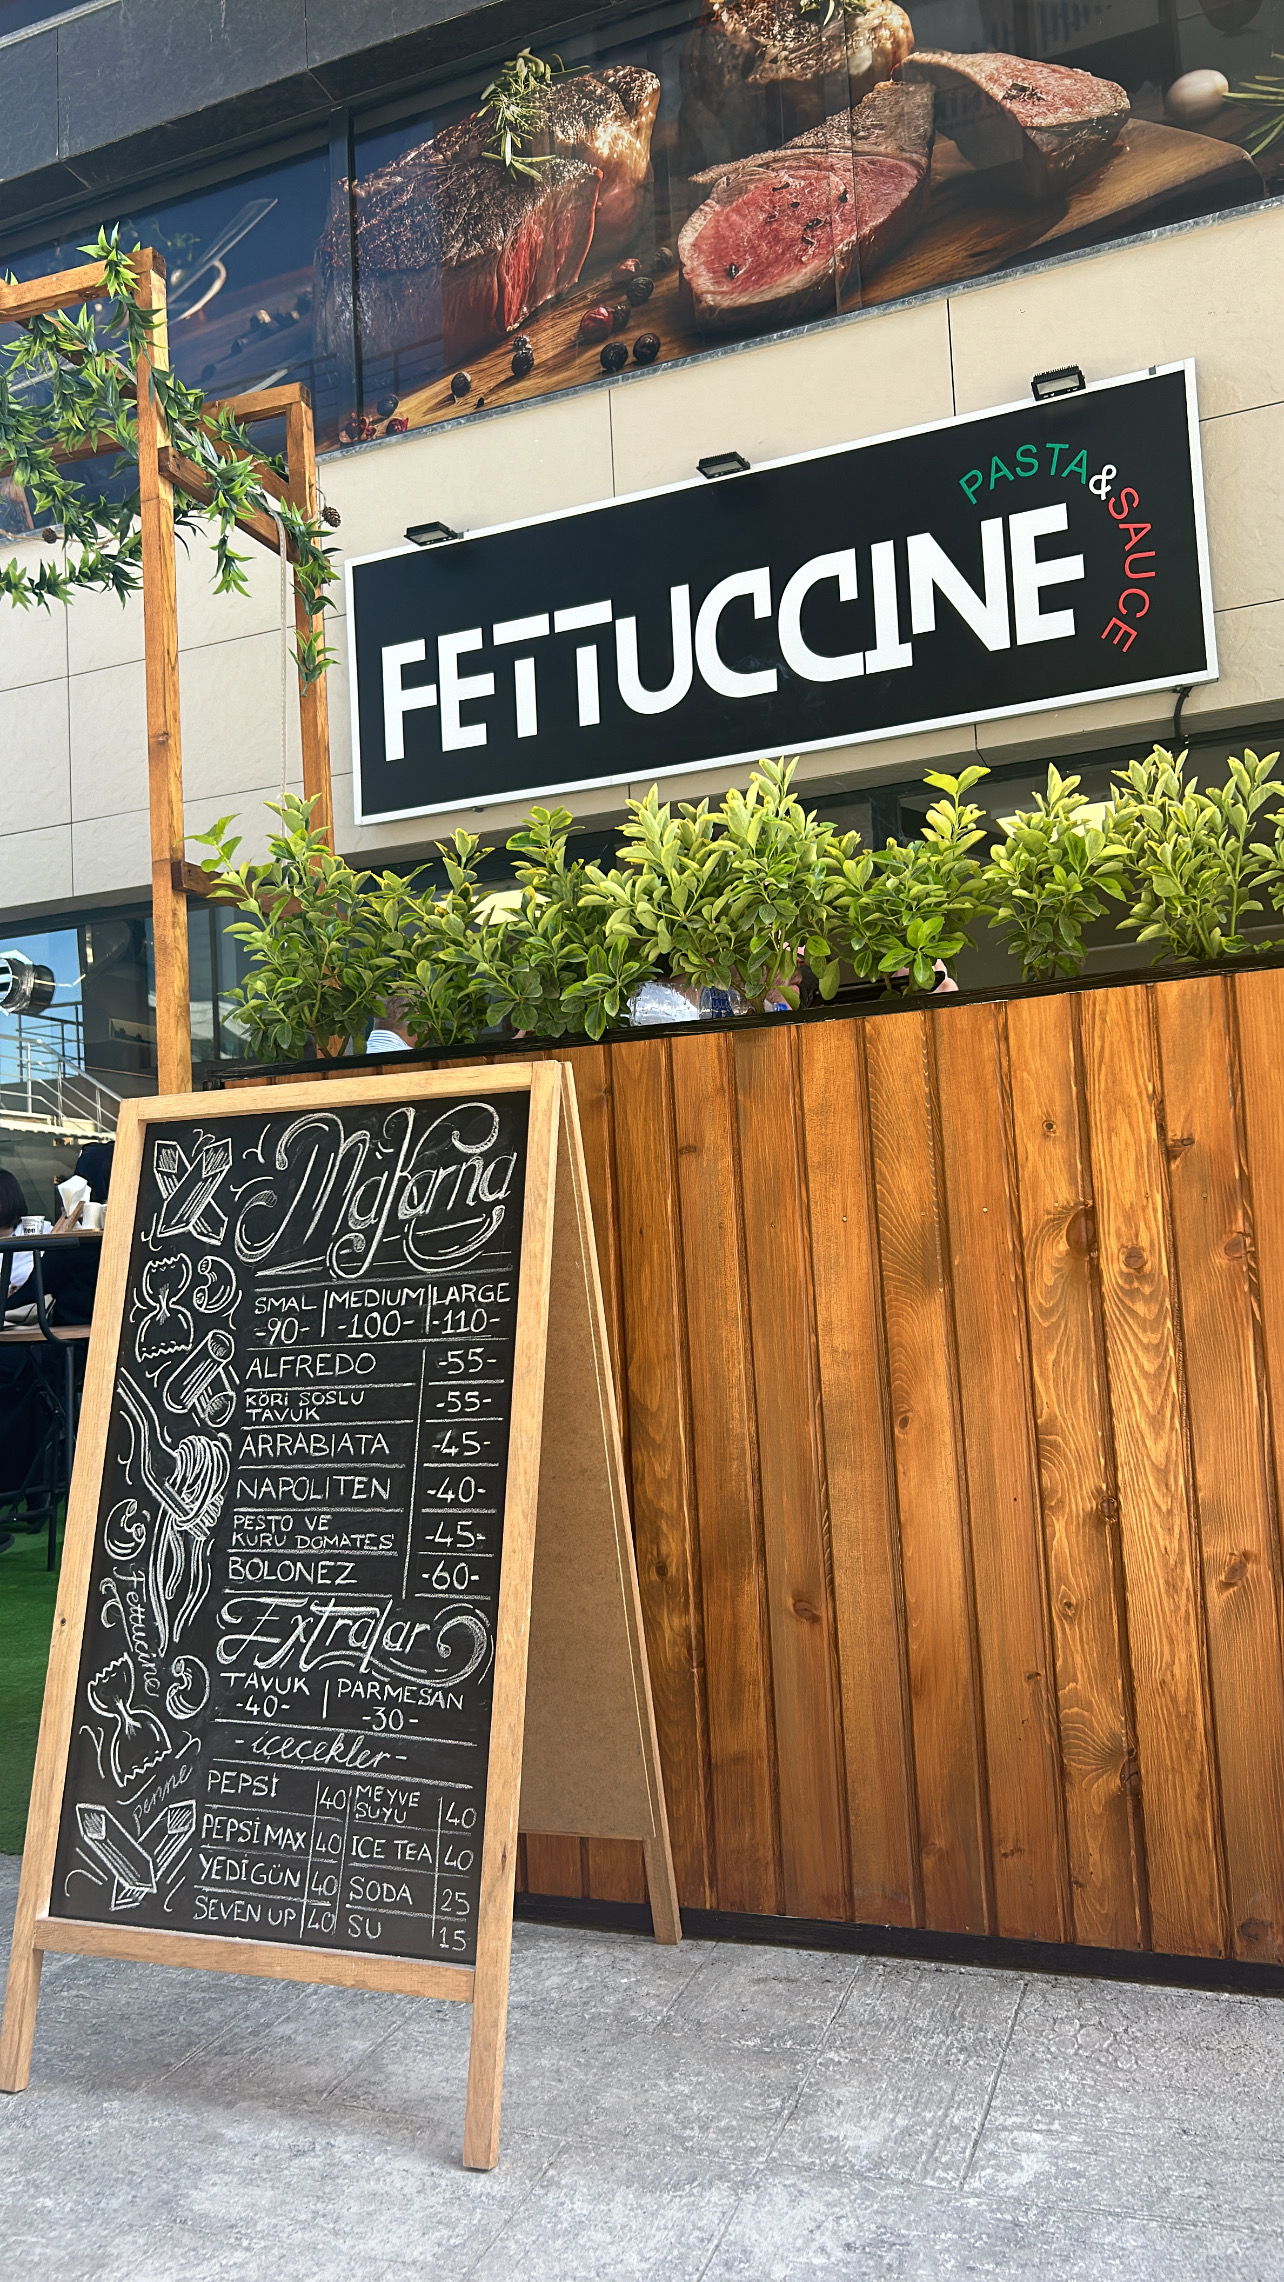 PASTA&SAUCE
FETTUCCINE
Makarna
SMAL MEDIUM LARGE
-90- -100- -110-
ALFREDO -55-
KÖRİ SOSLU
TAVUK -55-
ARRABIATA -45-
NAPOLITEN -40-
PESTO VE
KURU DOMATES -45-
BOLONEZ -60-
Extralar
TAVUK PARMESAN
-40- -30-
-içeçekler-
PEPSİ 40 MEYVE
SUYU 40
PEPSİ MAX 40 ICE TEA 40
YEDİGÜN 40 SODA 25
SEVEN UP 40 SU 15
Fettucine
penne